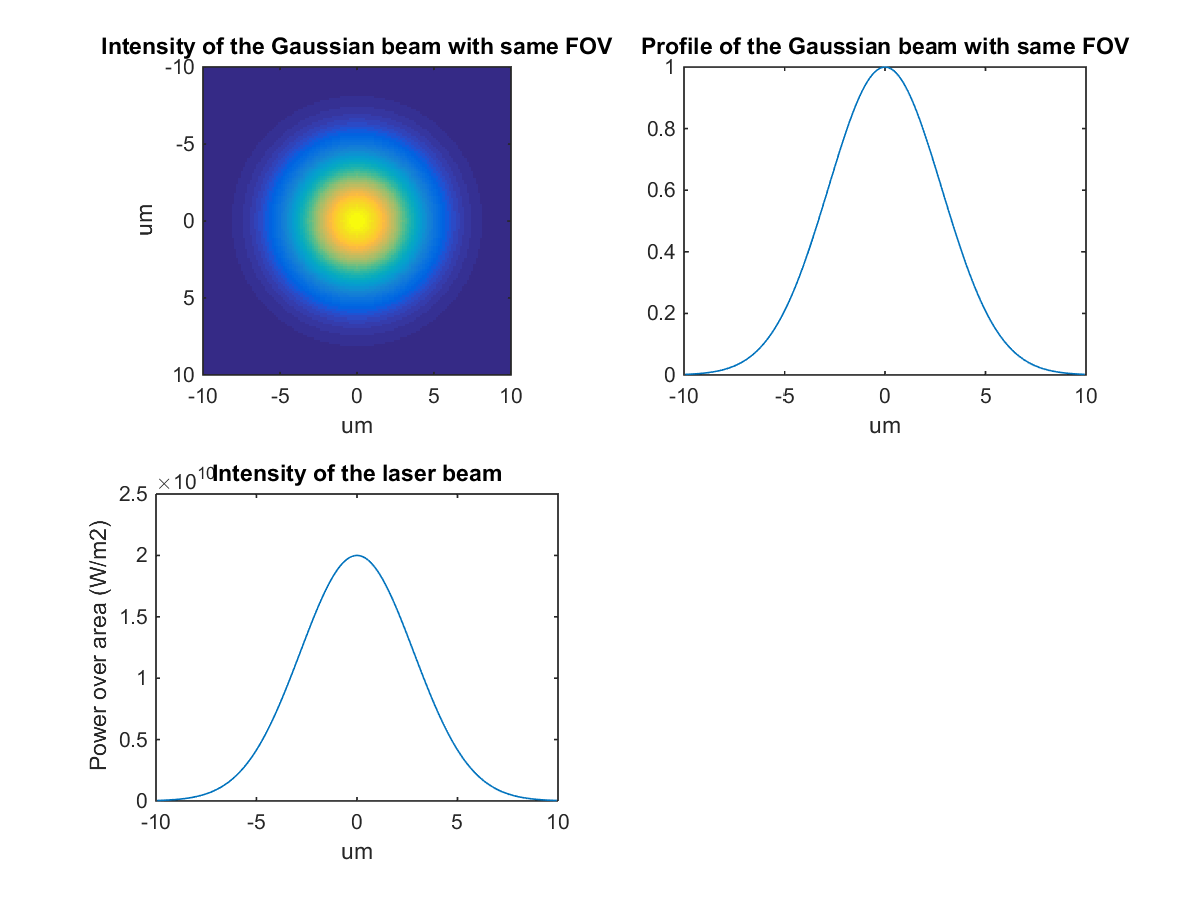 Intensity of the Gaussian beam with same FOV
-10
-5
0
5
10
-10 -5 0 5 10
um
um
Profile of the Gaussian beam with same FOV
1
0.8
0.6
0.4
0.2
0
-10 -5 0 5 10
um
×10^10
Intensity of the laser beam
2.5
2
1.5
1
0.5
0
-10 -5 0 5 10
um
Power over area (W/m2)